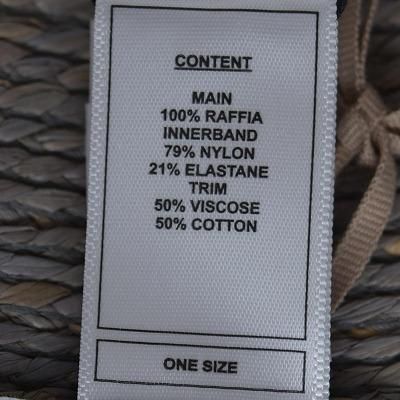 CONTENT
MAIN
100% RAFFIA
INNERBAND
79% NYLON
21% ELASTANE
TRIM
50% VISCOSE
50% COTTON
ONE SIZE